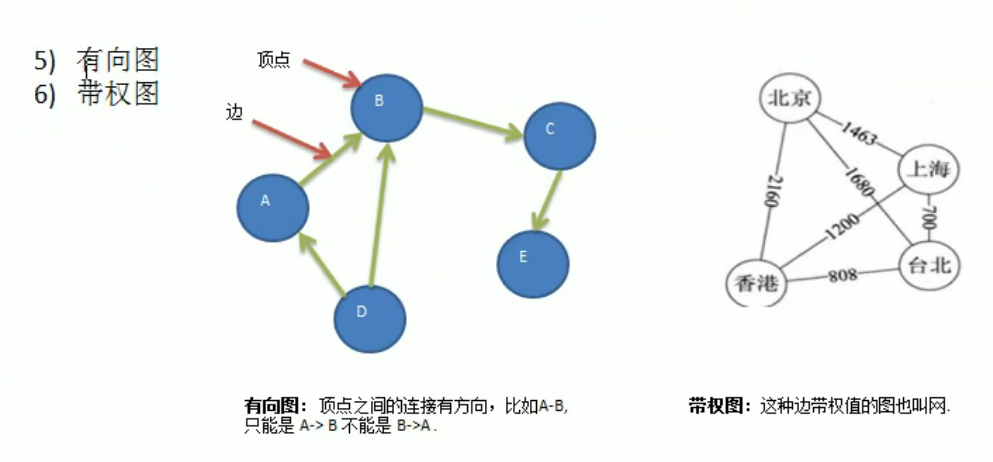 5) 有向图
6) 带权图
顶点
边
B
C
A
E
D
北京
1463
上海
2160
1680
700
1200
台北
香港
808
有向图：顶点之间的连接有方向，比如A-B,
只能是 A-> B 不能是 B->A .
带权图：这种边带权值的图也叫网.